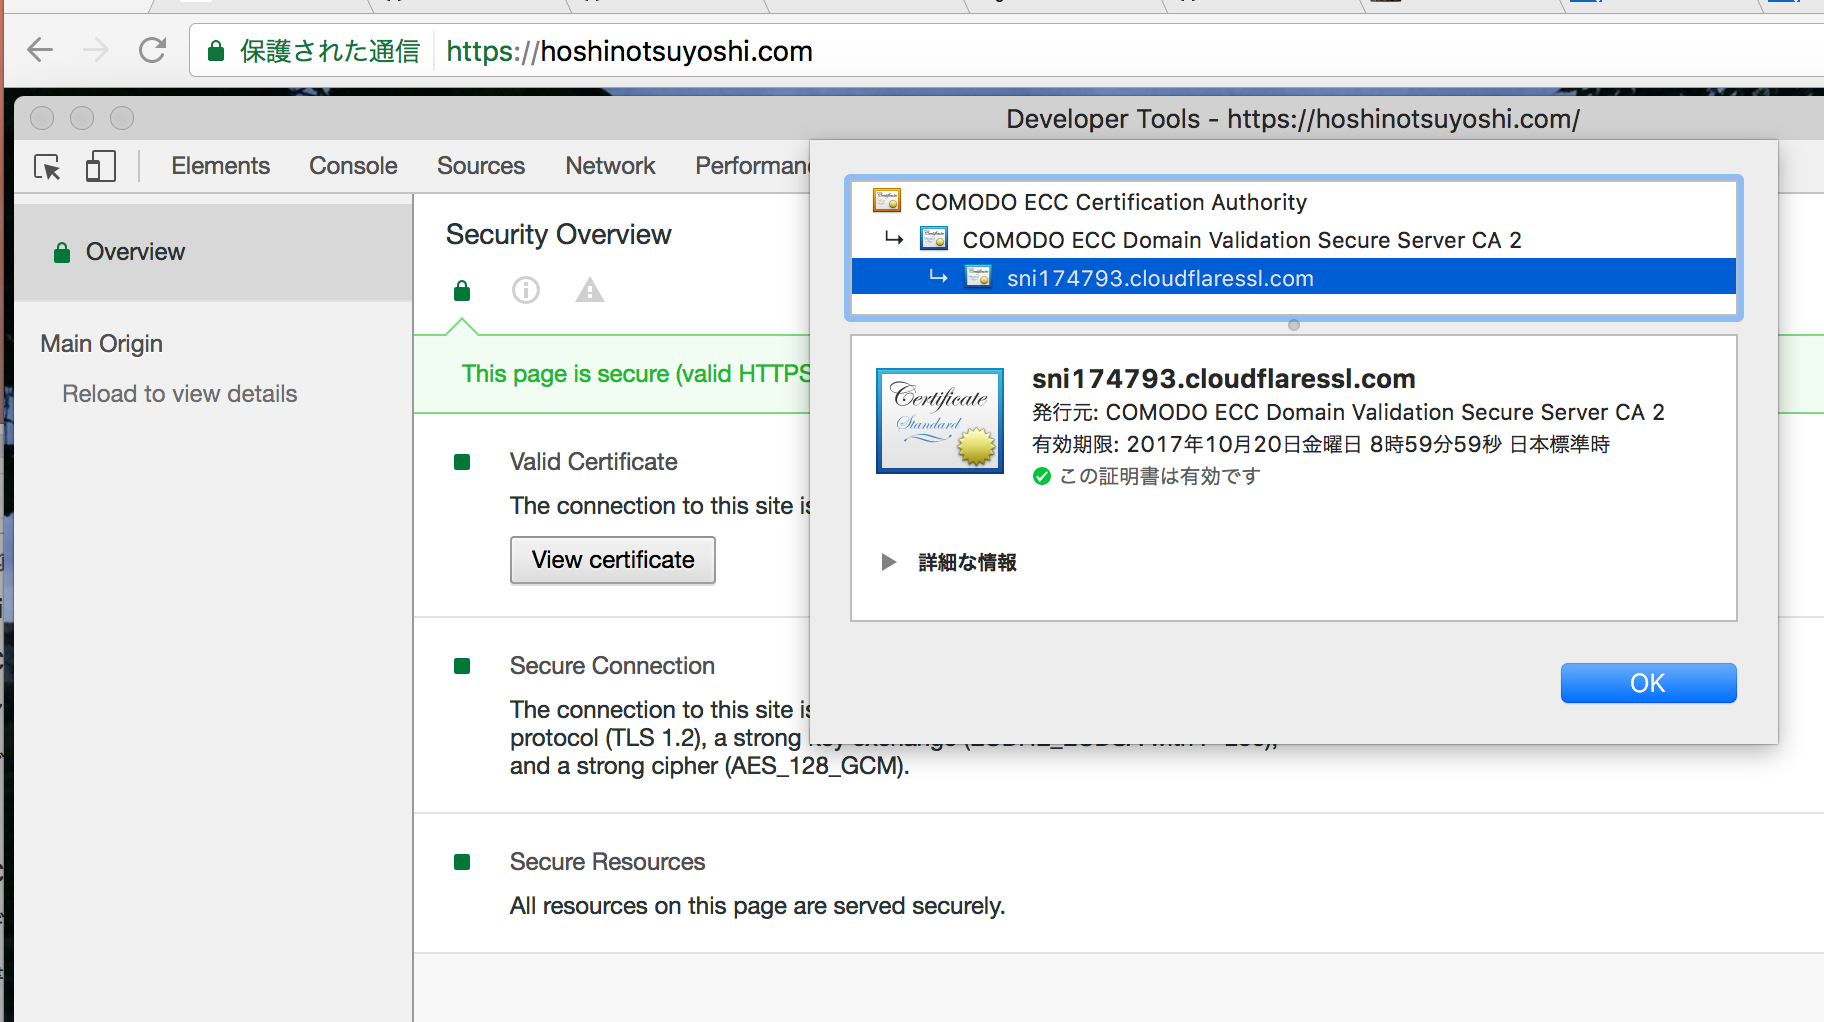 保護された通信 https://hoshinotsuyoshi.com
Developer Tools - https://hoshinotsuyoshi.com/
Elements Console Sources Network Performan
Overview
Main Origin
Reload to view details
Security Overview
This page is secure (valid HTTPS
Valid Certificate
The connection to this site is
View certificate
Secure Connection
The connection to this site is
protocol (TLS 1.2), a strong
and a strong cipher (AES_128_GCM).
Secure Resources
All resources on this page are served securely.
COMODO ECC Certification Authority
COMODO ECC Domain Validation Secure Server CA 2
sni174793.cloudflaressl.com
Certificate
Standard
sni174793.cloudflaressl.com
発行元: COMODO ECC Domain Validation Secure Server CA 2
有効期限: 2017年10月20日金曜日 8時59分59秒 日本標準時
この証明書は有効です
詳細な情報
OK